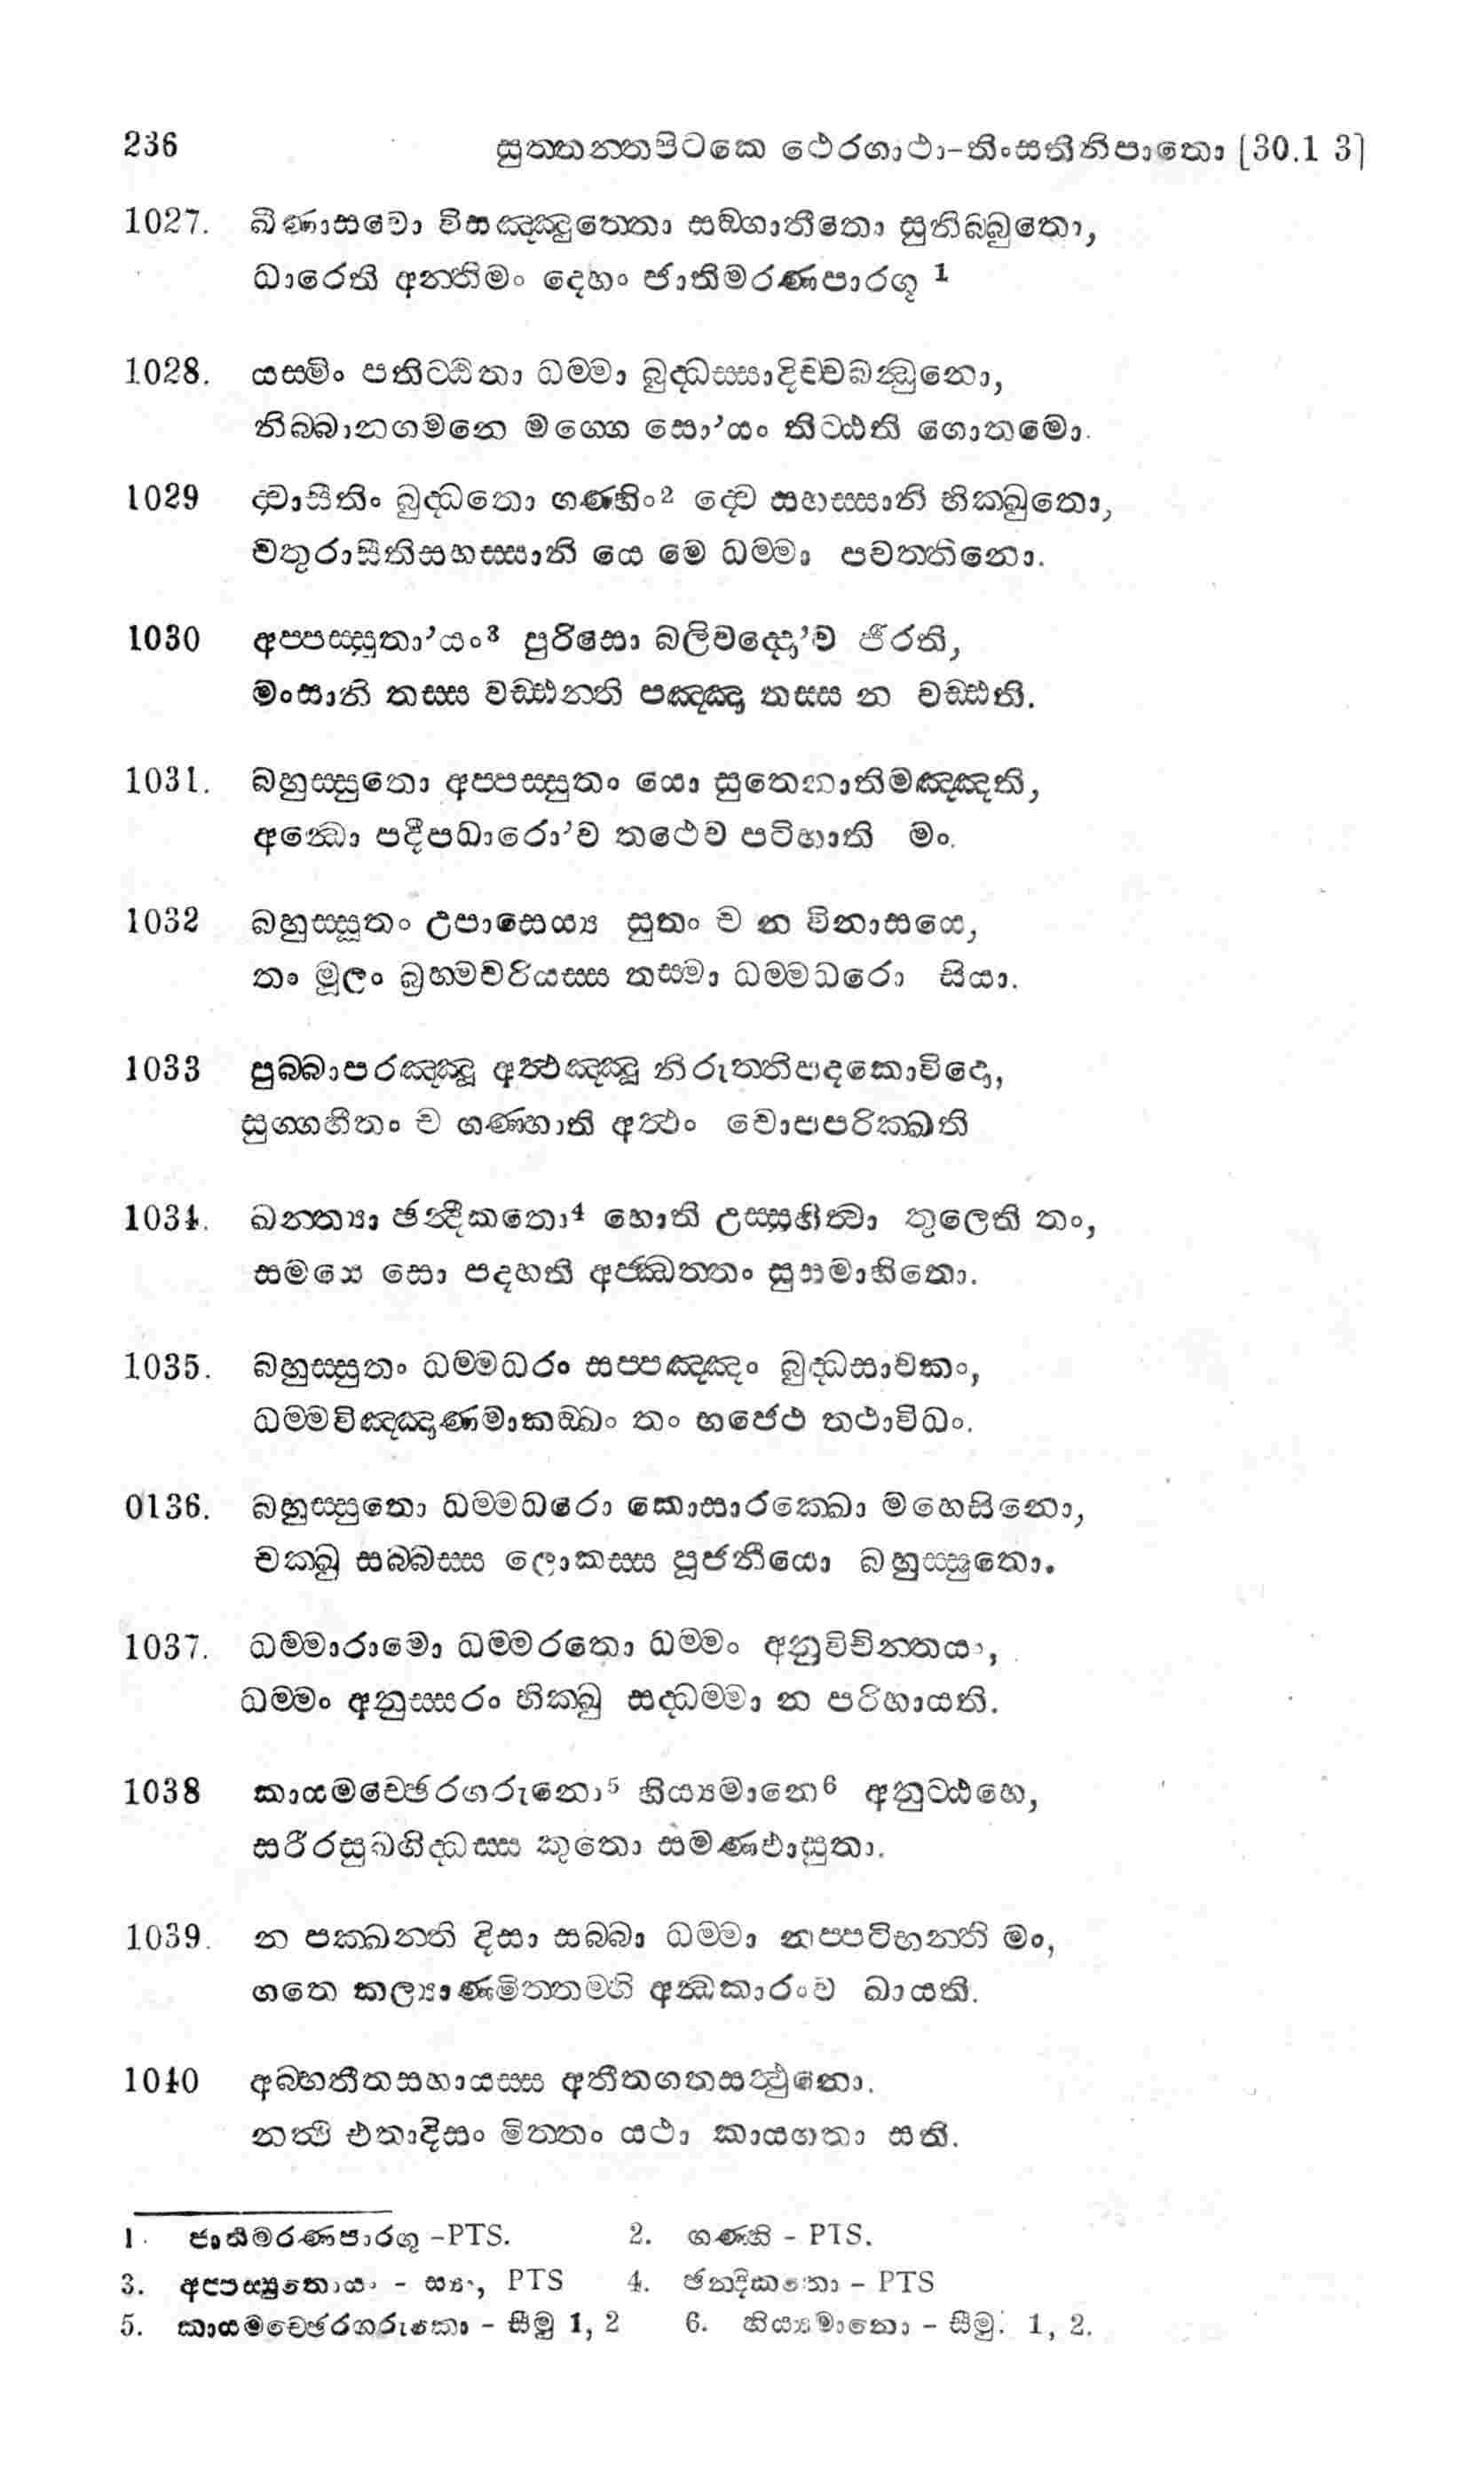 236 සුත්තන්තපිටකෙ ථෙරගාථා-තිංසතිනිපාතො [30.1 3]
1027. ඛීණාසවො විසඤ්ඤුත්තො සඞ්ගාතීතො සුනිබ්බුතො,
ධාරෙති අන්තිමං දෙහං ජාතිමරණපාරගූ 1
1028. යස්මිං පතිට්ඨිතා ධම්මා බුද්ධස්සාදිච්චබන්ධුනො,
නිබ්බානගමනෙ මග්ගෙ සො'යං තිට්ඨති ගොතමො.
1029 ද්වාසීතිං බුද්ධතො ගණ්හිං2 ද්වෙ සහස්සානි භික්ඛුතො,
චතුරාසීතිසහස්සානි යෙ මෙ ධම්මා පවත්තිනො.
1030 අප්පස්සුතා'යං3 පුරිසො බලිවද්දො'ව ජීරති,
මංසානි තස්ස වඩ්ඪන්ති පඤ්ඤා තස්ස න වඩ්ඪති.
1031. බහුස්සුතො අප්පස්සුතං යො සුතෙනාතිමඤ්ඤති,
අන්ධො පදීපධාරො'ව තථෙව පටිභාති මං.
1032 බහුස්සුතං උපාසෙය්‍ය සුතං ච න විනාසයෙ,
තං මූලං බ්‍රහ්මචරියස්ස තස්මා ධම්මධරො සියා.
1033 පුබ්බාපරඤ්ඤූ අත්ථඤ්ඤූ නිරුත්තිපදකොවිදො,
සුග්ගහීතං ච ගණ්හාති අත්ථං චොපපරික්ඛති
1034. ඛන්ත්‍යා ඡන්දීකතො4 හොති උස්සහිත්වා තුලෙති තං,
සමයෙ සො පදහති අජ්ඣත්තං සුසමාහිතො.
1035. බහුස්සුතං ධම්මධරං සප්පඤ්ඤං බුද්ධසාවකං,
ධම්මවිඤ්ඤාණමාකඞ්ඛං තං භජෙථ තථාවිධං.
0136. බහුස්සුතො ධම්මධරො කොසාරක්ඛො මහෙසිනො,
චක්ඛු සබ්බස්ස ලොකස්ස පූජනීයො බහුස්සුතො.
1037. ධම්මාරාමො ධම්මරතො ධම්මං අනුවිචින්තයං,
ධම්මං අනුස්සරං භික්ඛු සද්ධම්මා න පරිහායති.
1038 කායමච්ඡෙරගරුනො5 හිය්‍යමානෙ6 අනුට්ඨහෙ,
සරීරසුඛගිද්ධස්ස කුතො සමණඵාසුතා.
1039. න පක්ඛන්ති දිසා සබ්බා ධම්මා නප්පටිභන්ති මං,
ගතෙ කල්‍යාණමිත්තම්හි අන්ධකාරංව ඛායති.
1040 අබ්භතීතසහායස්ස අතීතගතසත්ථුනො.
නත්ථි එතාදිසං මිත්තං යථා කායගතා සති.
1. ජාතිමරණපාරගු -PTS. 2. ගණ්හි - PTS.
3. අප්පස්සුතොයං - ස්‍යා, PTS 4. ඡන්දිකතො - PTS
5. කායමච්ඡෙරගරුකො - සීමු 1, 2 6. හිය්‍යමානො - සීමු. 1, 2.